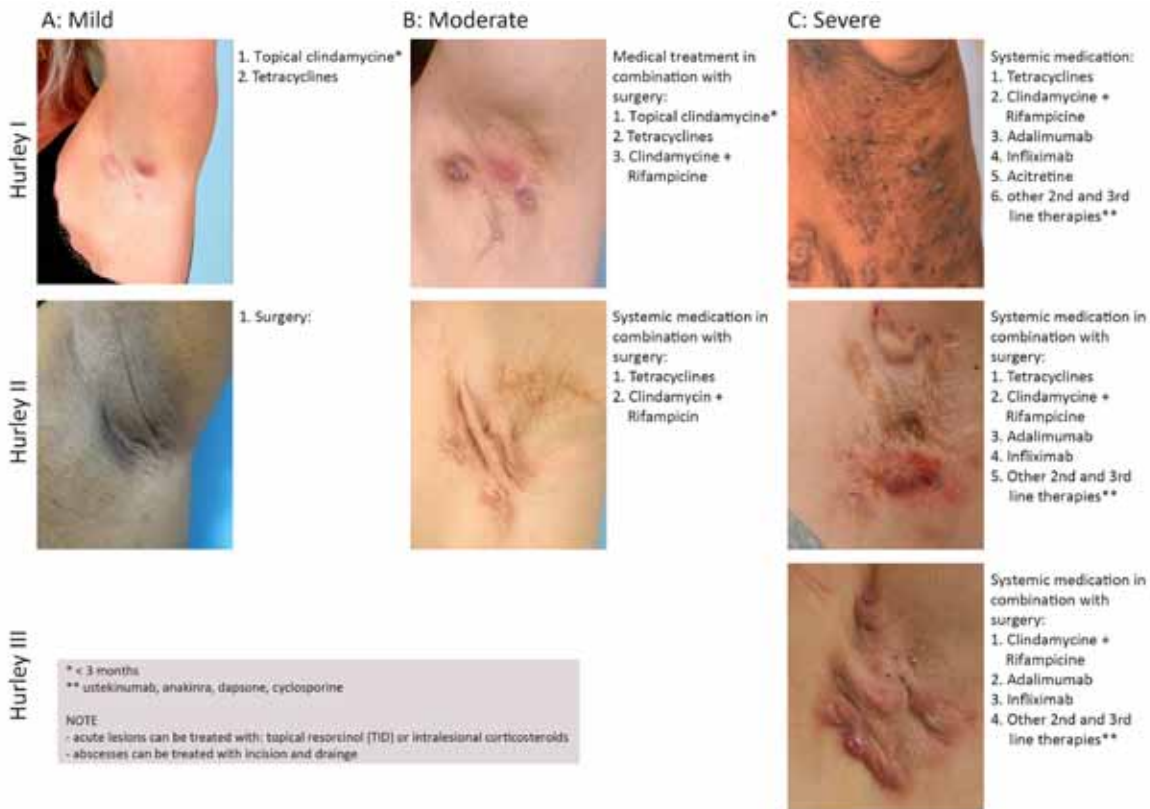 A: Mild
B: Moderate
C: Severe
Hurley I
1. Topical clindamycine*
2. Tetracyclines
Medical treatment in
combination with
surgery:
1. Topical clindamycine*
2. Tetracyclines
3. Clindamycine +
Rifampicine
Systemic medication:
1. Tetracyclines
2. Clindamycine +
Rifampicine
3. Adalimumab
4. Infliximab
5. Acitretine
6. other 2nd and 3rd
line therapies**
Hurley II
1. Surgery:
Systemic medication in
combination with
surgery:
1. Tetracyclines
2. Clindamycin +
Rifampicin
Systemic medication in
combination with
surgery:
1. Tetracyclines
2. Clindamycine +
Rifampicine
3. Adalimumab
4. Infliximab
5. Other 2nd and 3rd
line therapies**
Hurley III
Systemic medication in
combination with
surgery:
1. Clindamycine +
Rifampicine
2. Adalimumab
3. Infliximab
4. Other 2nd and 3rd
line therapies**
* < 3 months
** ustekinumab, anakinra, dapsone, cyclosporine
NOTE
- acute lesions can be treated with: topical resorcinol (TID) or intralesional corticosteroids
- abscesses can be treated with incision and drainge